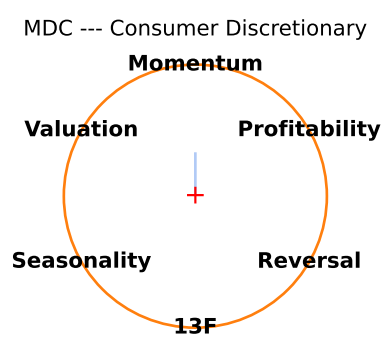 MDC --- Consumer Discretionary
Momentum
Valuation
Profitability
Seasonality
Reversal
13F